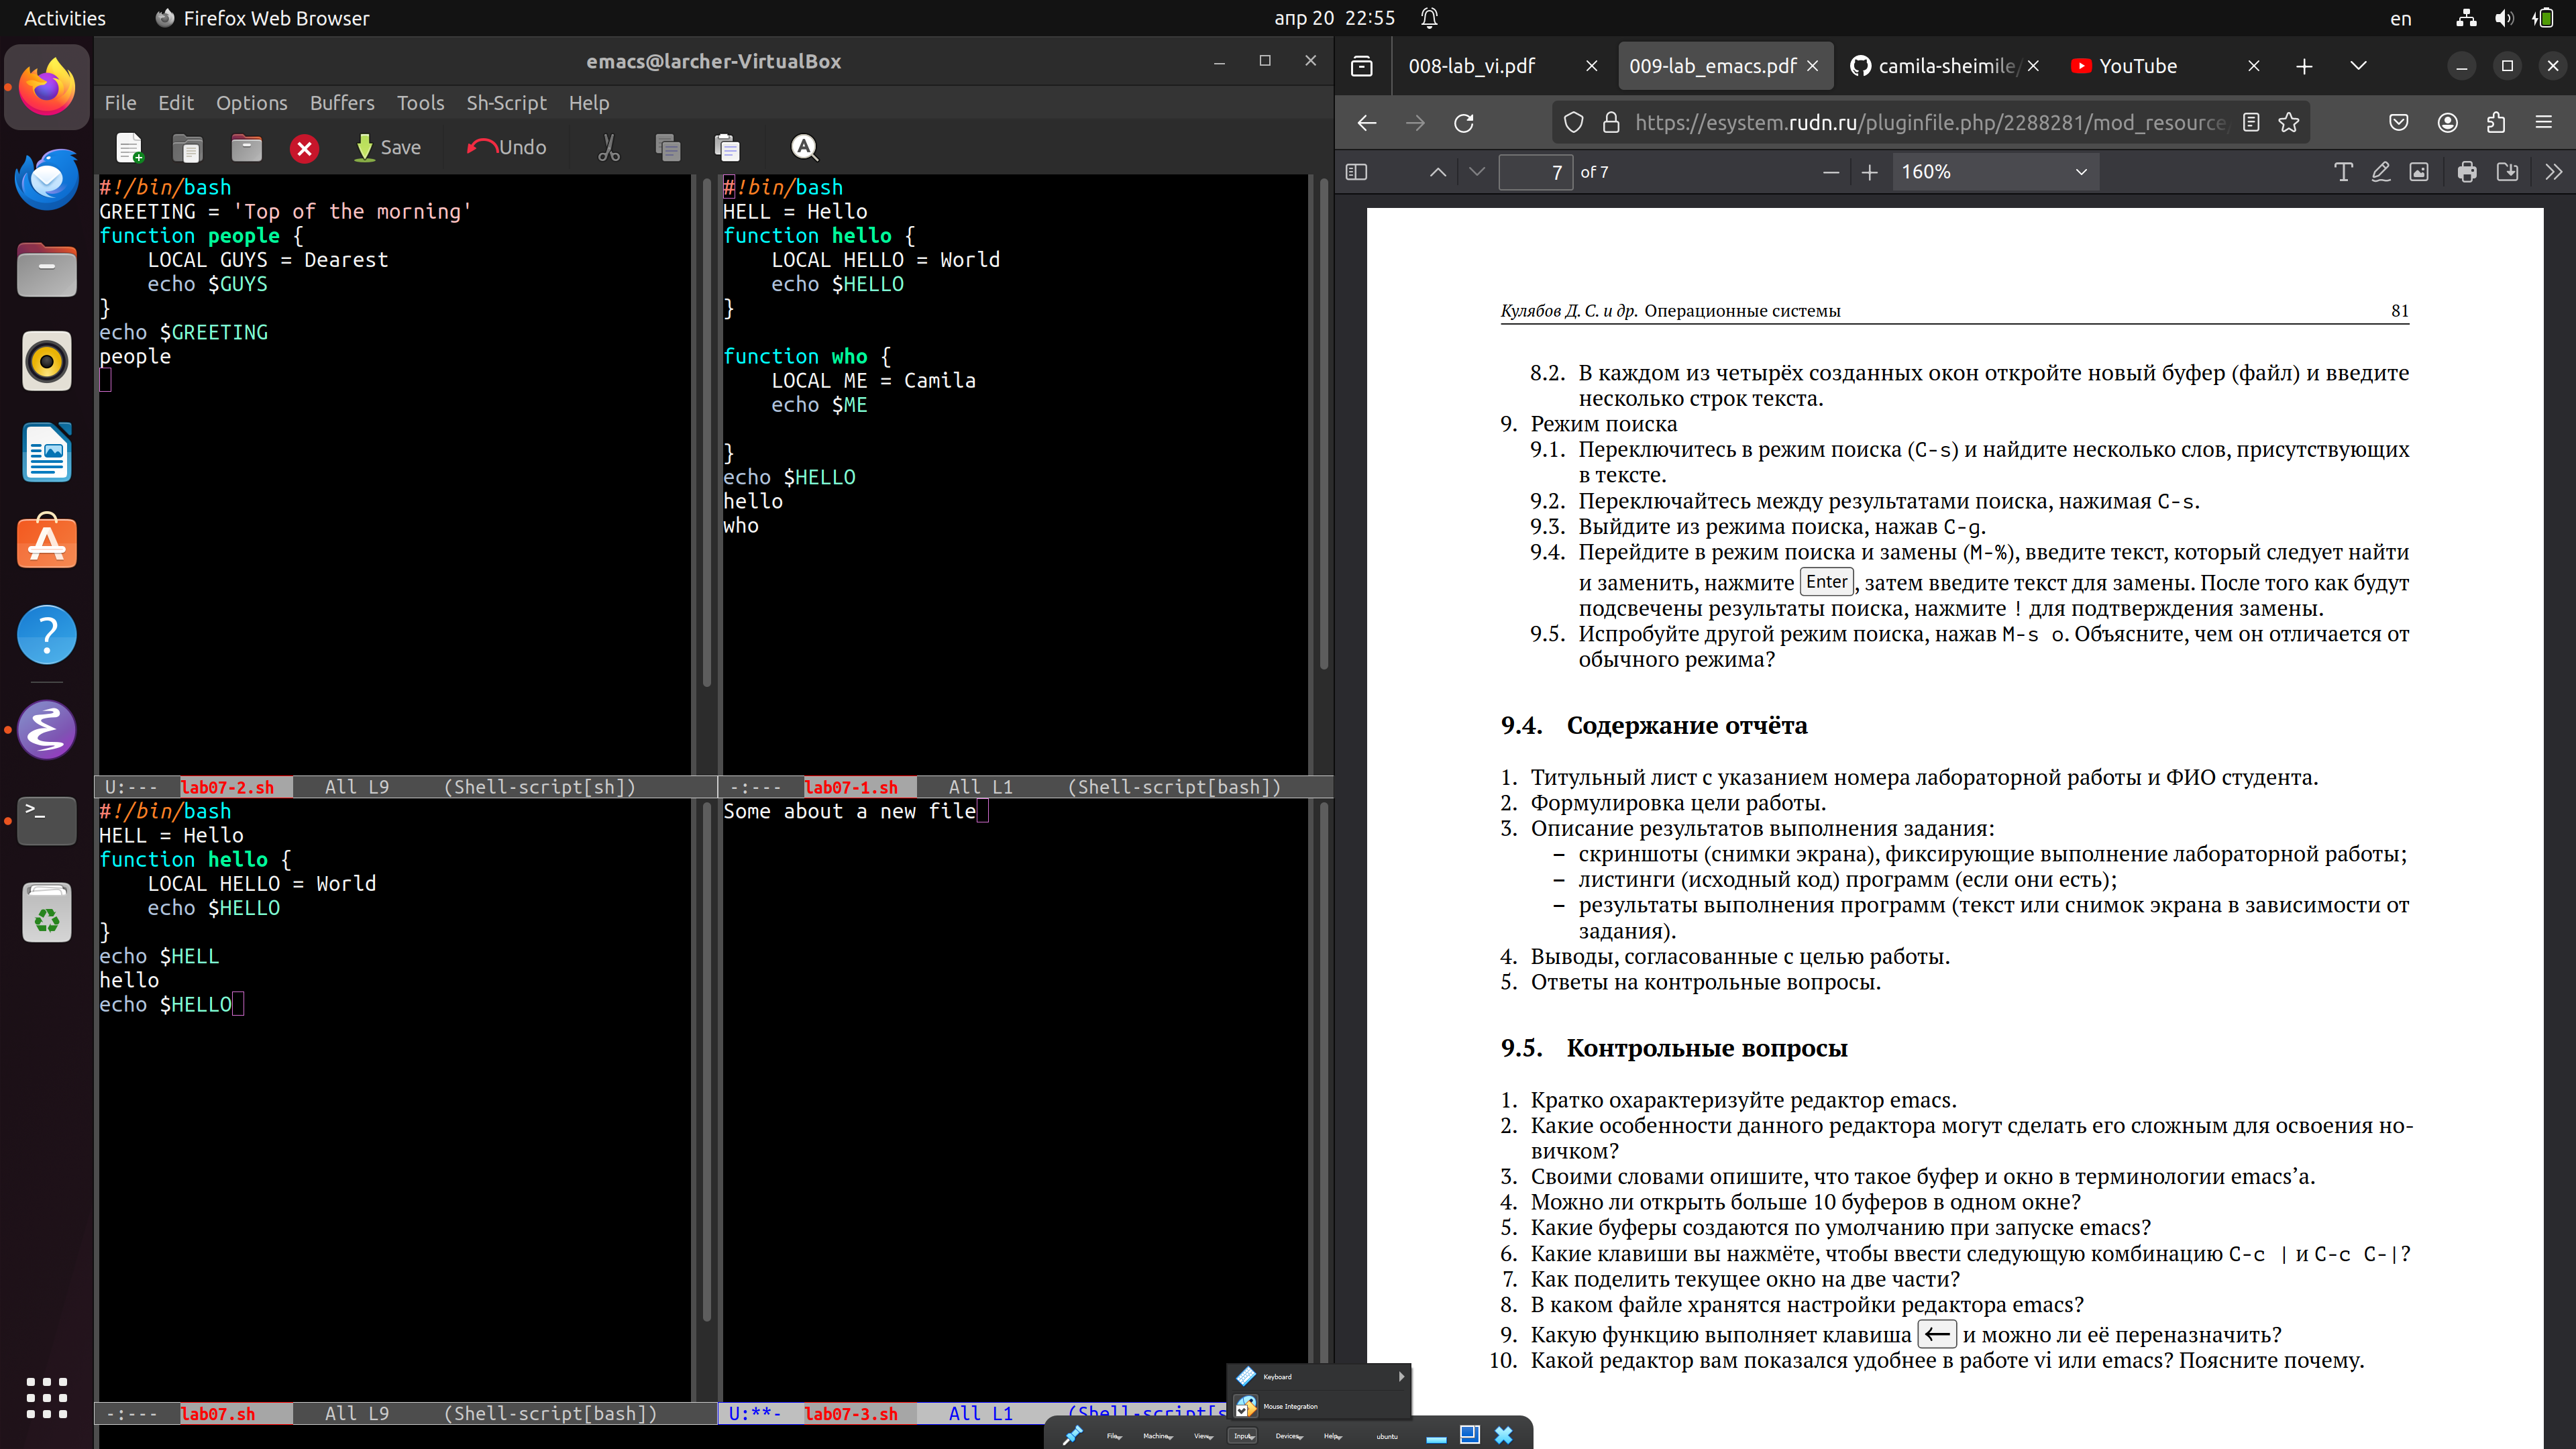 Activities
Firefox Web Browser
апр 20 22:55
en
emacs@larcher-VirtualBox
File Edit Options Buffers Tools Sh-Script Help
Save
Undo
#!/bin/bash
GREETING = 'Top of the morning'
function people {
LOCAL GUYS = Dearest
echo $GUYS
}
echo $GREETING
people
U:--- lab07-2.sh All L9 (Shell-script[sh])
#!bin/bash
HELL = Hello
function hello {
LOCAL HELLO = World
echo $HELLO
}
function who {
LOCAL ME = Camila
echo $ME
}
echo $HELLO
hello
who
-:--- lab07-1.sh All L1 (Shell-script[bash])
#!/bin/bash
HELL = Hello
function hello {
LOCAL HELLO = World
echo $HELLO
}
echo $HELL
hello
echo $HELLO
-:--- lab07.sh All L9 (Shell-script[bash])
Some about a new file
U:**- lab07-3.sh All L1 (Shell-script[s
Keyboard
Mouse Integration
File Machine View Input Devices Help ubuntu
008-lab_vi.pdf
009-lab_emacs.pdf
camila-sheimile/
YouTube
https://esystem.rudn.ru/pluginfile.php/2288281/mod_resource/
7 of 7
160%
Кулябов Д. С. и др. Операционные системы 81
8.2. В каждом из четырёх созданных окон откройте новый буфер (файл) и введите
несколько строк текста.
9. Режим поиска
9.1. Переключитесь в режим поиска (C-s) и найдите несколько слов, присутствующих
в тексте.
9.2. Переключайтесь между результатами поиска, нажимая C-s.
9.3. Выйдите из режима поиска, нажав C-g.
9.4. Перейдите в режим поиска и замены (M-%), введите текст, который следует найти
и заменить, нажмите Enter, затем введите текст для замены. После того как будут
подсвечены результаты поиска, нажмите ! для подтверждения замены.
9.5. Испробуйте другой режим поиска, нажав M-s o. Объясните, чем он отличается от
обычного режима?
9.4. Содержание отчёта
1. Титульный лист с указанием номера лабораторной работы и ФИО студента.
2. Формулировка цели работы.
3. Описание результатов выполнения задания:
– скриншоты (снимки экрана), фиксирующие выполнение лабораторной работы;
– листинги (исходный код) программ (если они есть);
– результаты выполнения программ (текст или снимок экрана в зависимости от
задания).
4. Выводы, согласованные с целью работы.
5. Ответы на контрольные вопросы.
9.5. Контрольные вопросы
1. Кратко охарактеризуйте редактор emacs.
2. Какие особенности данного редактора могут сделать его сложным для освоения но-
вичком?
3. Своими словами опишите, что такое буфер и окно в терминологии emacs’а.
4. Можно ли открыть больше 10 буферов в одном окне?
5. Какие буферы создаются по умолчанию при запуске emacs?
6. Какие клавиши вы нажмёте, чтобы ввести следующую комбинацию C-c | и C-c C-|?
7. Как поделить текущее окно на две части?
8. В каком файле хранятся настройки редактора emacs?
9. Какую функцию выполняет клавиша ← и можно ли её переназначить?
10. Какой редактор вам показался удобнее в работе vi или emacs? Поясните почему.